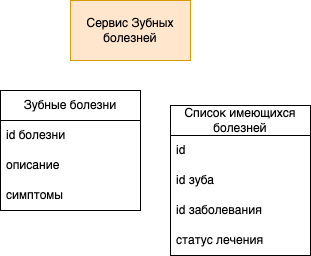 Сервис Зубных
болезней
Зубные болезни
id болезни
описание
симптомы
Список имеющихся
болезней
id
id зуба
id заболевания
статус лечения